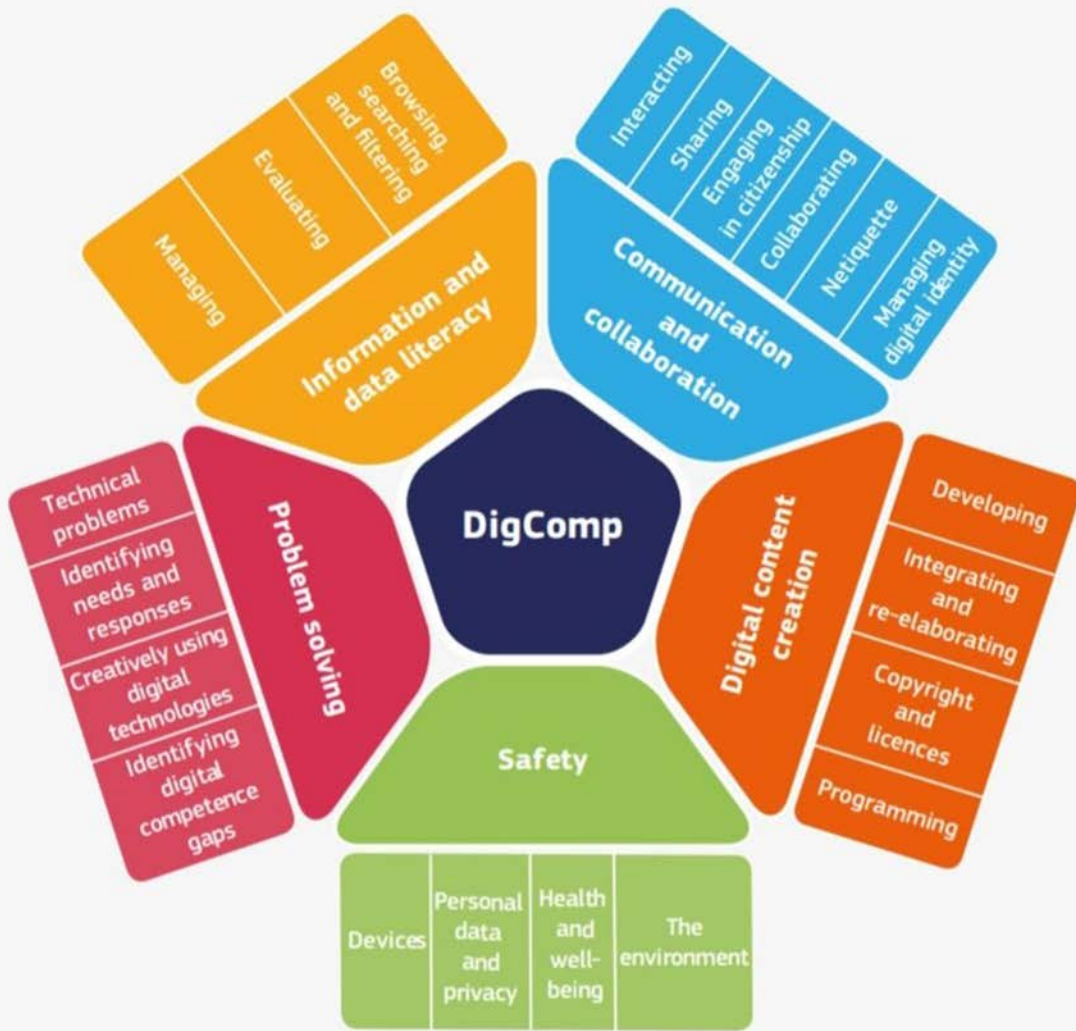 DigComp
Information and
data literacy
Browsing,
searching
and filtering
Evaluating
Managing
Communication
and
collaboration
Interacting
Sharing
Engaging
in citizenship
Collaborating
Netiquette
Managing
digital identity
Digital content
creation
Developing
Integrating
and
re-elaborating
Copyright
and
licences
Programming
Safety
Devices
Personal
data
and
privacy
Health
and
well-
being
The
environment
Problem solving
Technical
problems
Identifying
needs and
responses
Creatively using
digital
technologies
Identifying
digital
competence
gaps